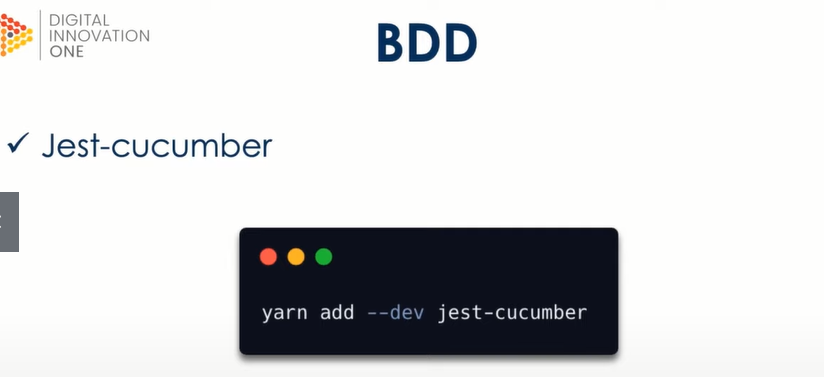 DIGITAL
INNOVATION
ONE
BDD
✓ Jest-cucumber
yarn add --dev jest-cucumber